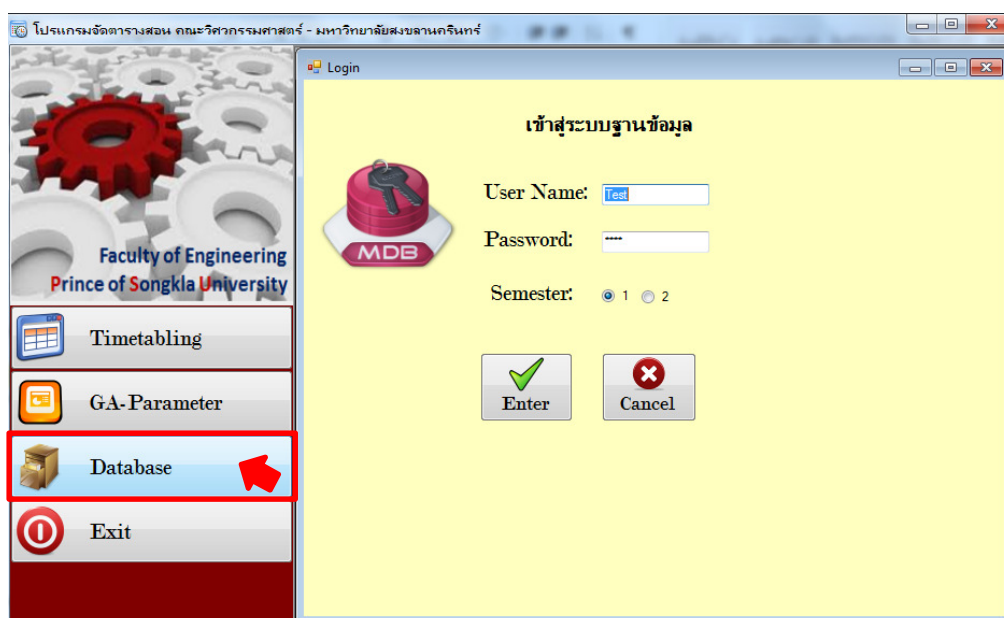 โปรแกรมจัดตารางสอน คณะวิศวกรรมศาสตร์ - มหาวิทยาลัยสงขลานครินทร์
Login
เข้าสู่ระบบฐานข้อมูล
User Name: Test
Password: ****
Semester: 1 2
Enter Cancel
MDB
Faculty of Engineering
Prince of Songkla University
Timetabling
GA-Parameter
Database
Exit